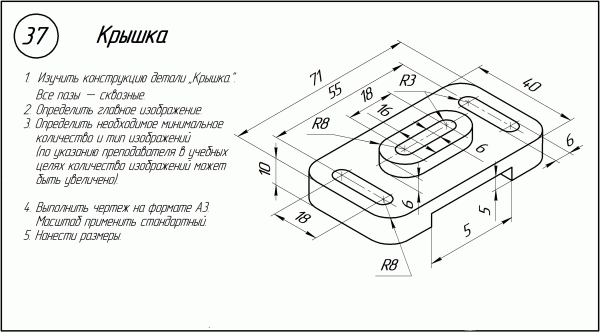 37 Крышка
1. Изучить конструкцию детали „Крышка".
Все пазы — сквозные.
2. Определить главное изображение.
3. Определить необходимое минимальное
количество и тип изображений
(по указанию преподавателя в учебных
целях количество изображений может
быть увеличено).
4. Выполнить чертеж на формате А3.
Масштаб применить стандартный.
5. Нанести размеры.
71
55
18
16
R3
R8
40
6
6
10
6
18
5
5
R8